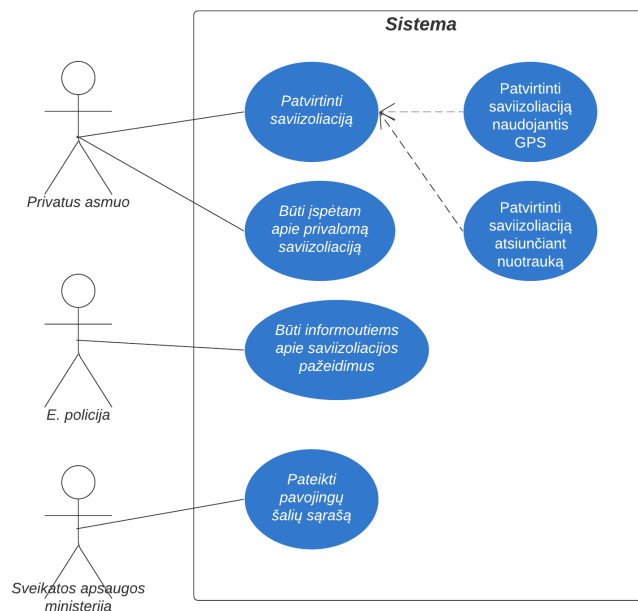 Sistema
Privatus asmuo
Patvirtinti
saviizoliaciją
Patvirtinti
saviizoliaciją
naudojantis
GPS
Būti įspėtam
apie privalomą
saviizoliaciją
Patvirtinti
saviizoliaciją
atsiunčiant
nuotrauką
E. policija
Būti informoutiems
apie saviizoliacijos
pažeidimus
Sveikatos apsaugos
ministerija
Pateikti
pavojingų
šalių sąrašą